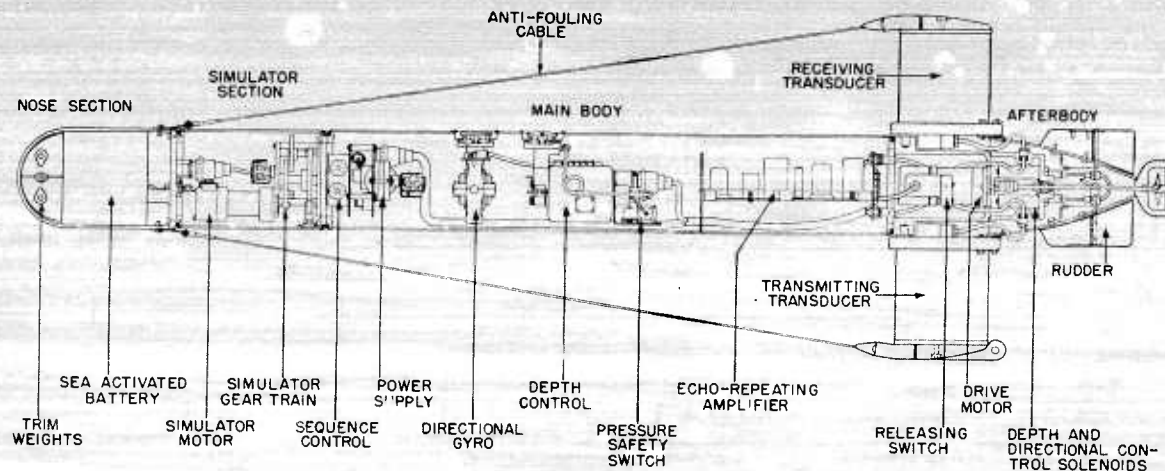 ANTI-FOULING
CABLE
RECEIVING
TRANSDUCER
SIMULATOR
SECTION
NOSE SECTION
MAIN BODY
AFTERBODY
RUDDER
TRANSMITTING
TRANSDUCER
SEA ACTIVATED
BATTERY
SIMULATOR
GEAR TRAIN
POWER
SUPPLY
DEPTH
CONTROL
ECHO-REPEATING
AMPLIFIER
DRIVE
MOTOR
TRIM
WEIGHTS
SIMULATOR
MOTOR
SEQUENCE
CONTROL
DIRECTIONAL
GYRO
PRESSURE
SAFETY
SWITCH
RELEASING
SWITCH
DEPTH AND
DIRECTIONAL CON-
TROL SOLENOIDS